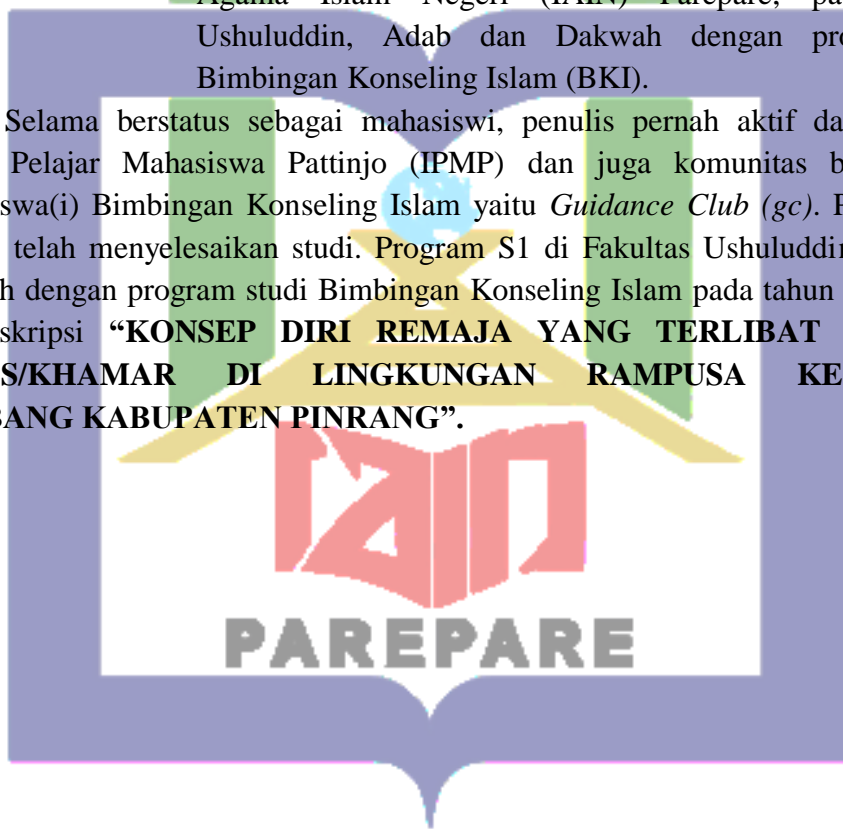 Agama Islam Negeri (IAIN) Parepare, pa
Ushuluddin, Adab dan Dakwah dengan pro
Bimbingan Konseling Islam (BKI).
Selama berstatus sebagai mahasiswi, penulis pernah aktif da
Pelajar Mahasiswa Pattinjo (IPMP) dan juga komunitas b
swa(i) Bimbingan Konseling Islam yaitu Guidance Club (gc). F
telah menyelesaikan studi. Program S1 di Fakultas Ushuluddin
h dengan program studi Bimbingan Konseling Islam pada tahun
skripsi “KONSEP DIRI REMAJA YANG TERLIBAT
S/KHAMAR DI LINGKUNGAN RAMPUSA KE
BANG KABUPATEN PINRANG”.
iain
PAREPARE